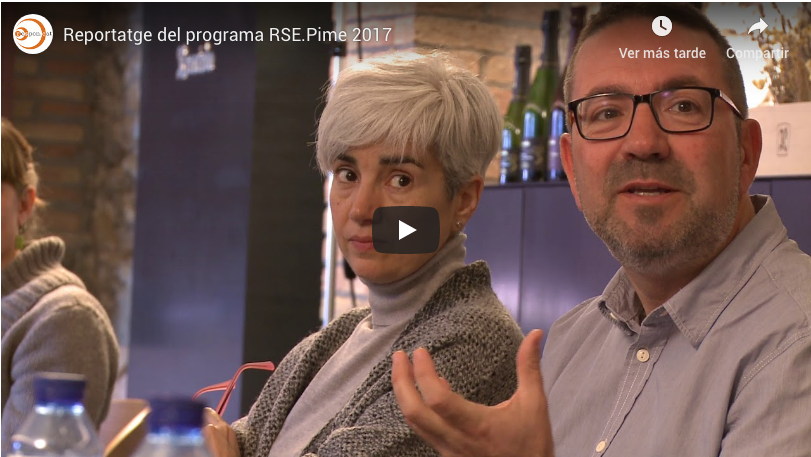 Reportatge del programa RSE.Pime 2017
Ver más tarde
Compartir